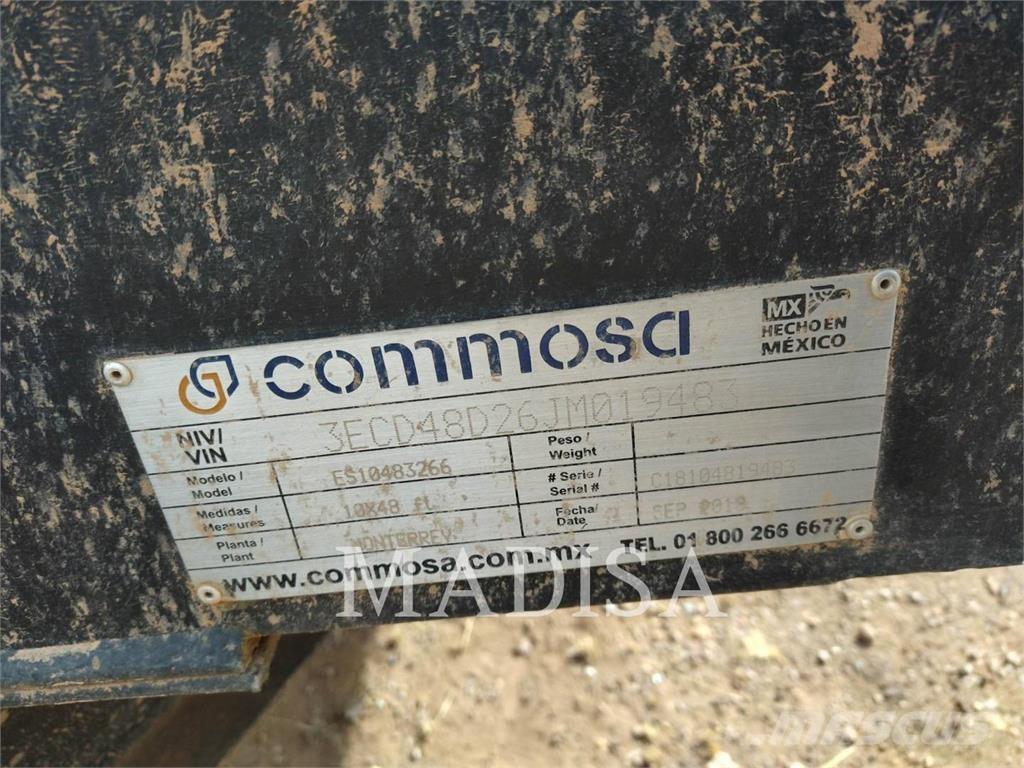 commosa
MX
HECHO EN
MÉXICO
NIV/
VIN
3ECD48D26JM019483
Modelo /
Model
ES10483266
Peso /
Weight
Medidas /
Measures
10X48 ft.
# Serie /
Serial #
C18104819483
Planta /
Plant
MONTERREY.
Fecha/
Date
SEP
www.commosa.com.mx TEL. 01 800 266 6672
MADISA
MASCUS